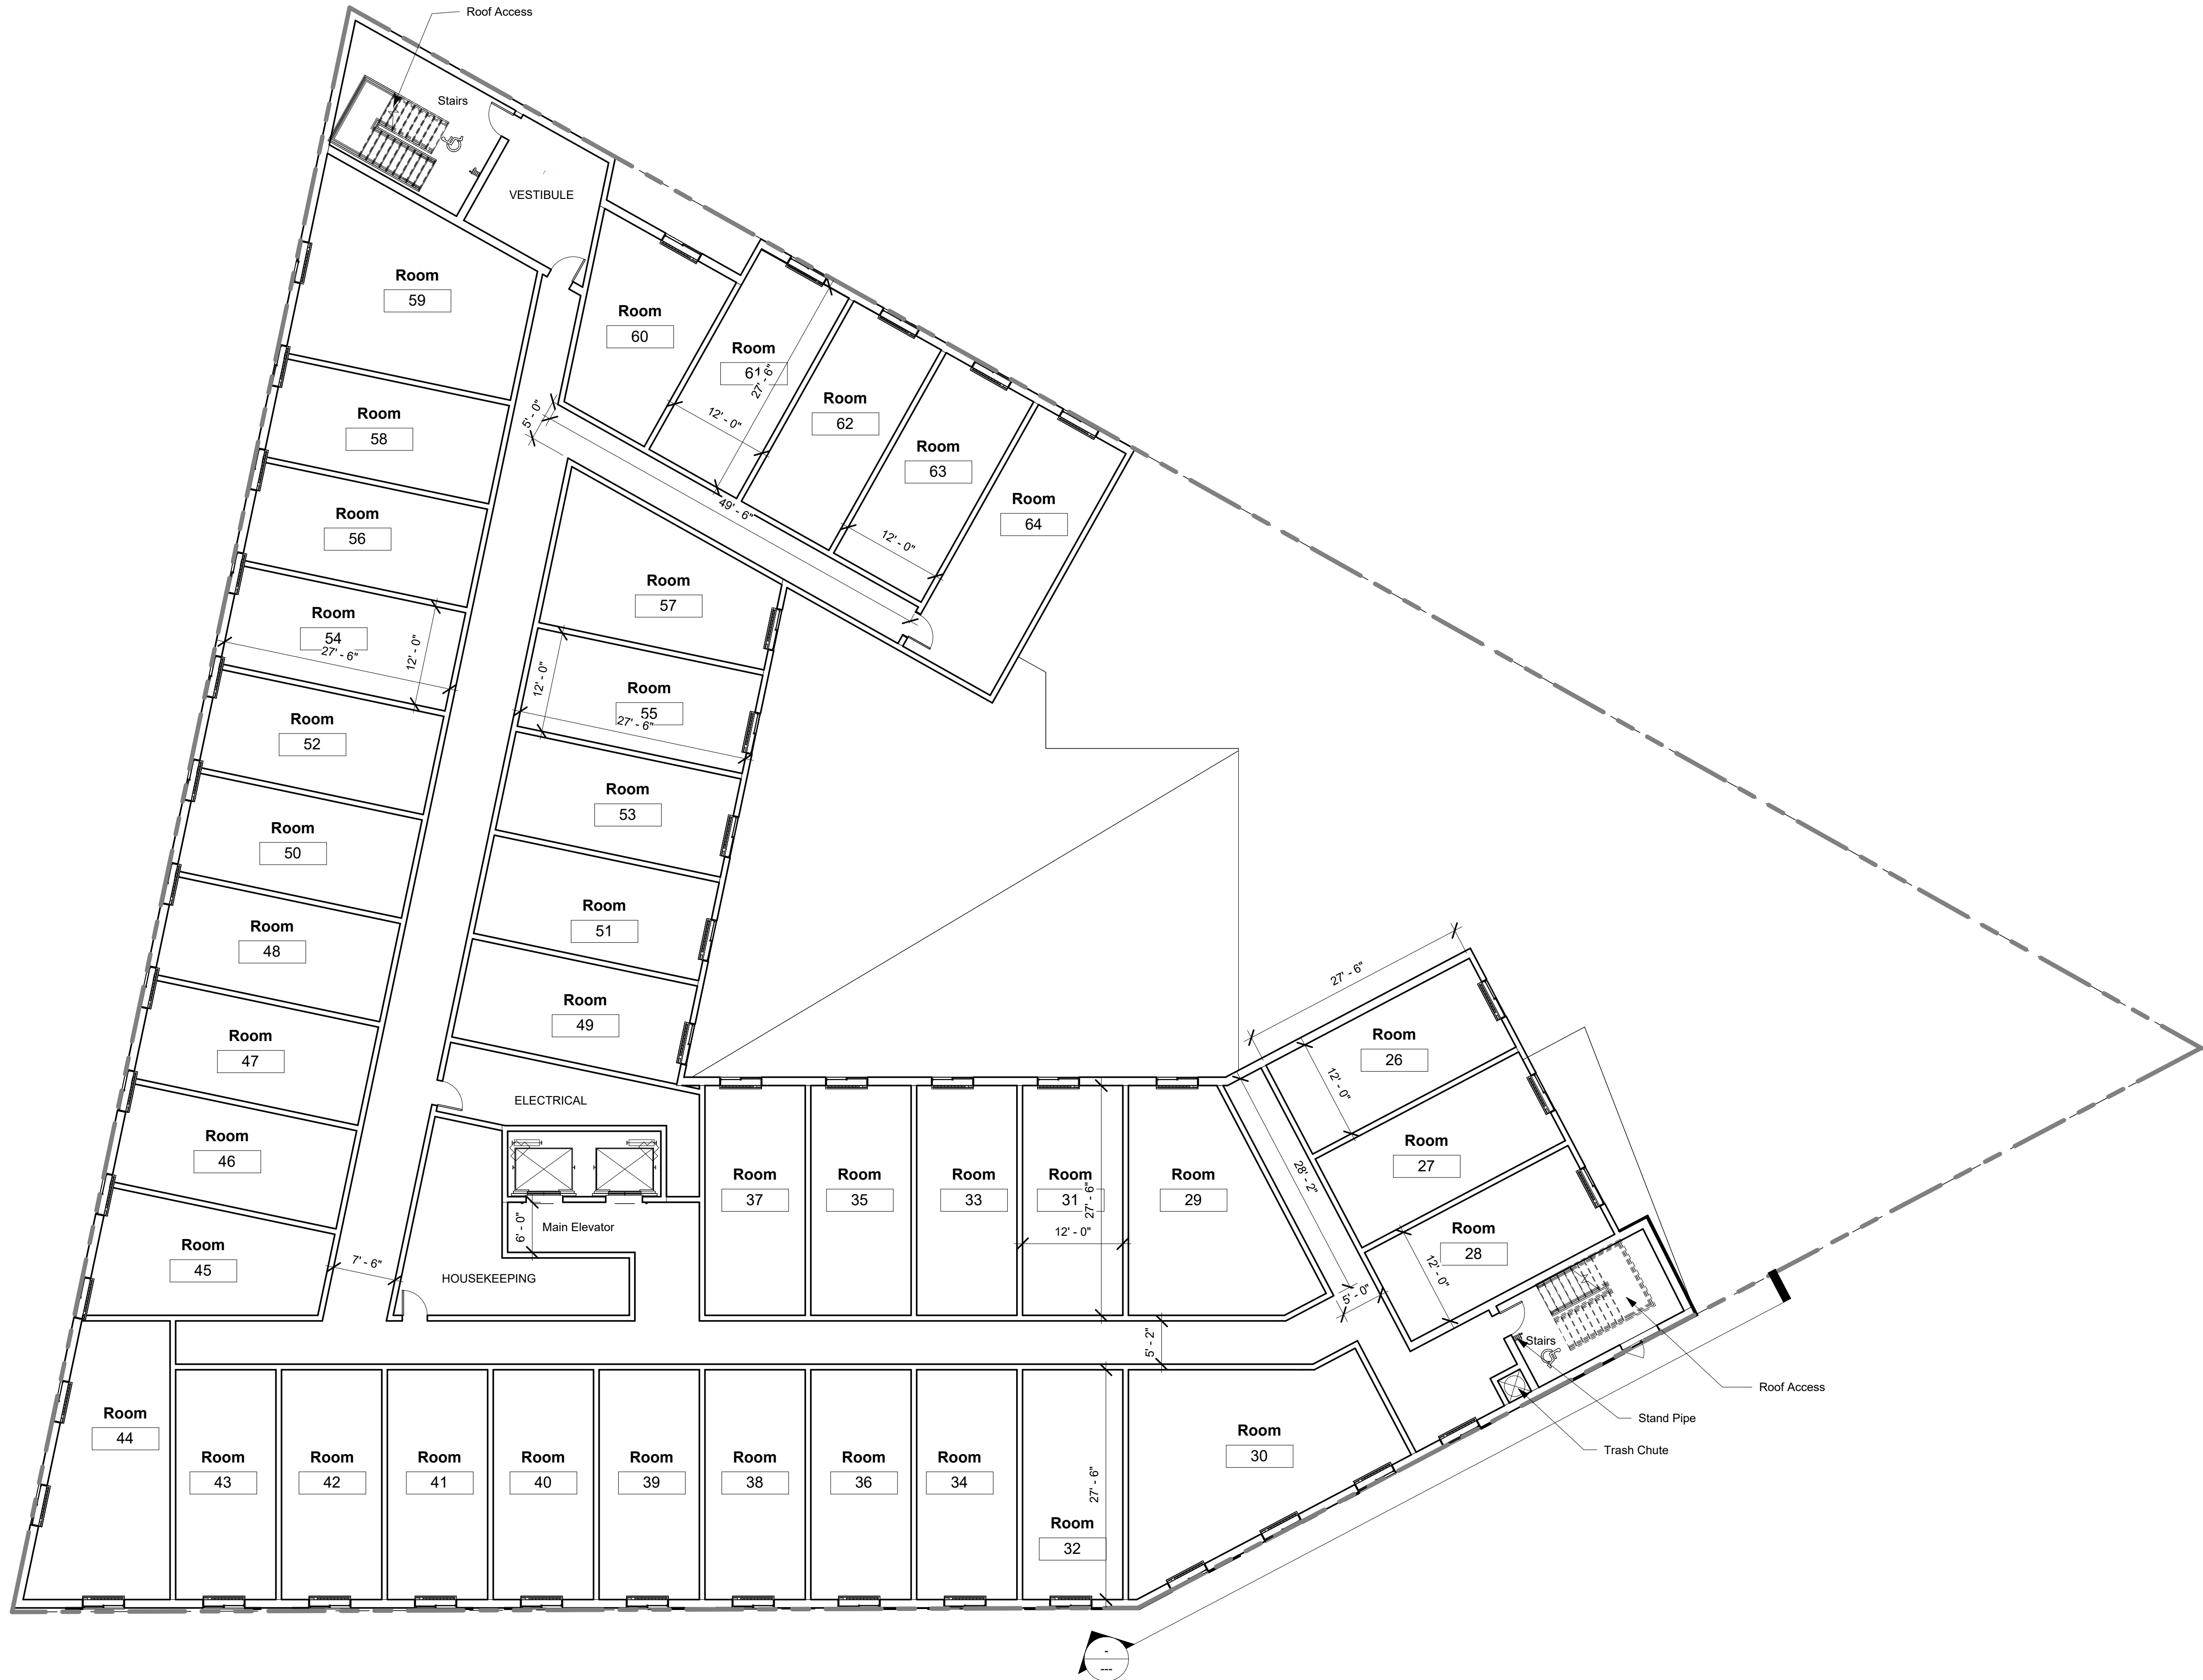 Roof Access
Stairs
VESTIBULE
Room
59
Room
60
Room
61
27' - 6"
12' - 0"
Room
62
Room
63
12' - 0"
Room
64
5' - 0"
49' - 6"
Room
58
Room
56
Room
54
27' - 6"
12' - 0"
Room
57
Room
55
12' - 0"
27' - 6"
Room
52
Room
53
Room
50
Room
51
Room
48
Room
49
Room
47
Room
46
Room
45
7' - 6"
ELECTRICAL
Main Elevator
6' - 0"
HOUSEKEEPING
Room
37
Room
35
Room
33
Room
31
27' - 6"
12' - 0"
Room
29
27' - 6"
Room
26
12' - 0"
Room
27
28' - 2"
Room
28
12' - 0"
5' - 0"
5' - 2"
Stairs
Roof Access
Stand Pipe
Trash Chute
Room
44
Room
43
Room
42
Room
41
Room
40
Room
39
Room
38
Room
36
Room
34
27' - 6"
Room
32
Room
30
-
---